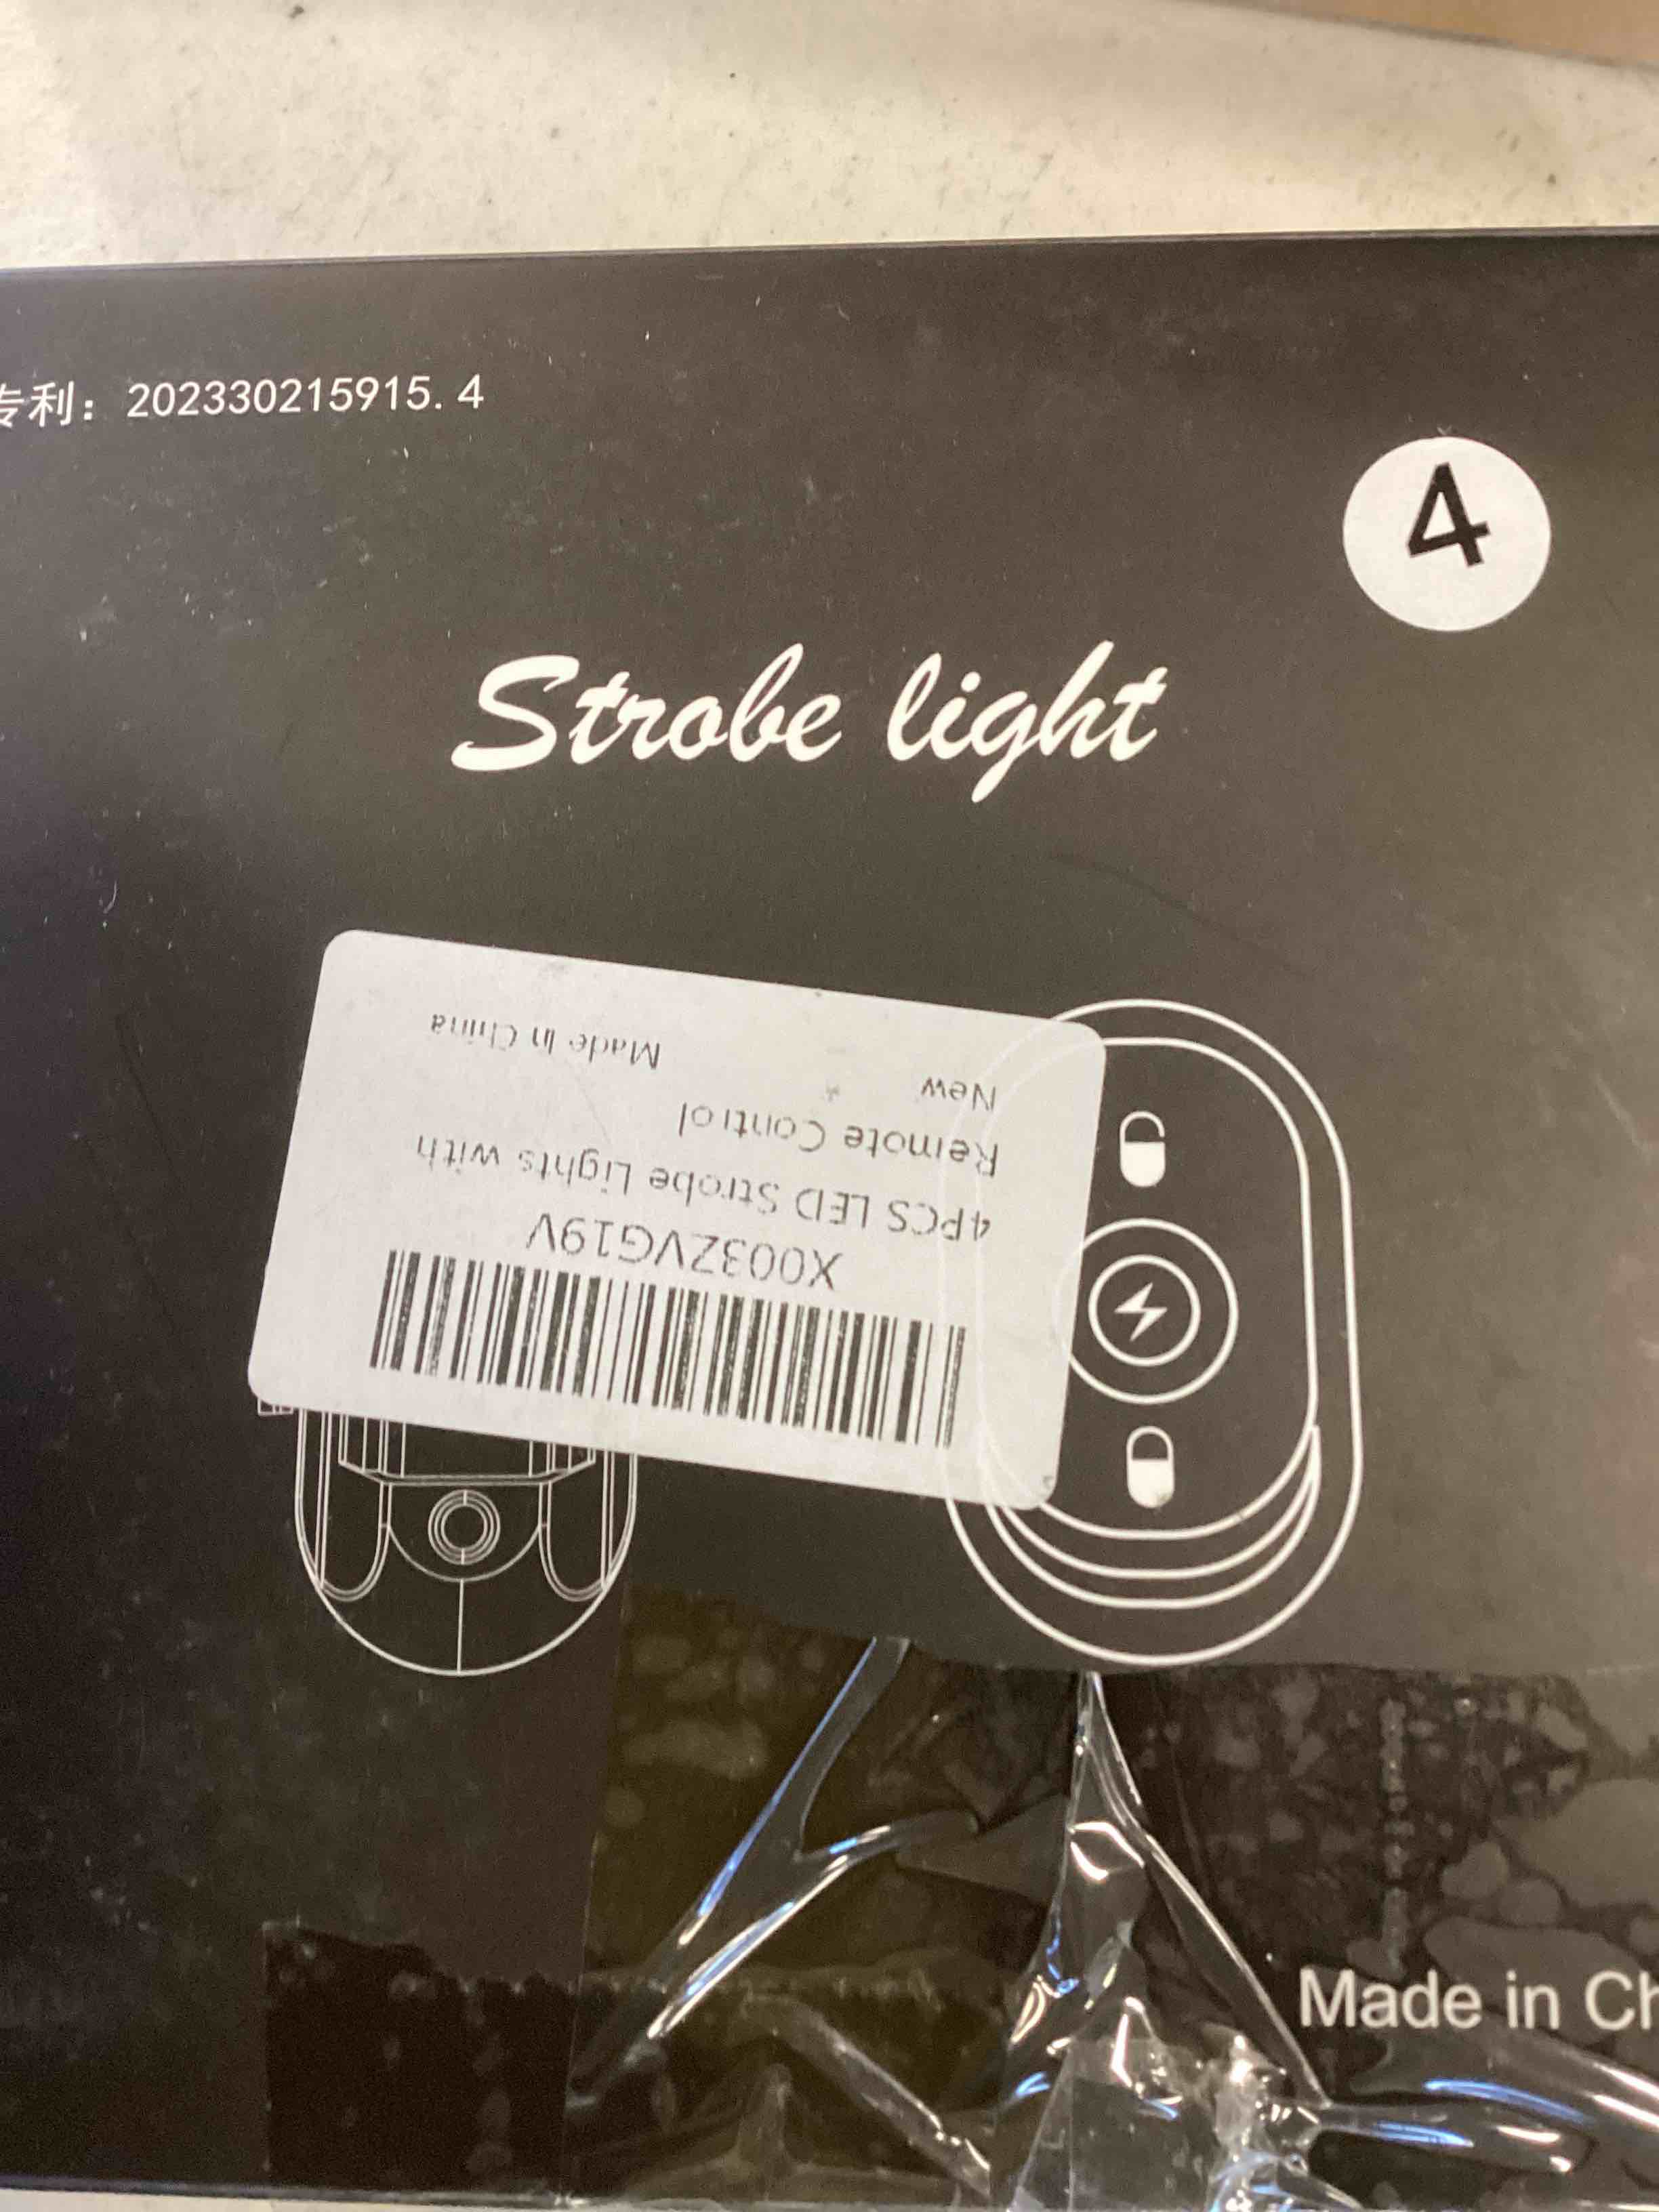 专利：202330215915.4
4
Strobe light
X003ZVG19V
4PCS LED Strobe Lights with
Remote Control
New
Made In China
Made in Ch